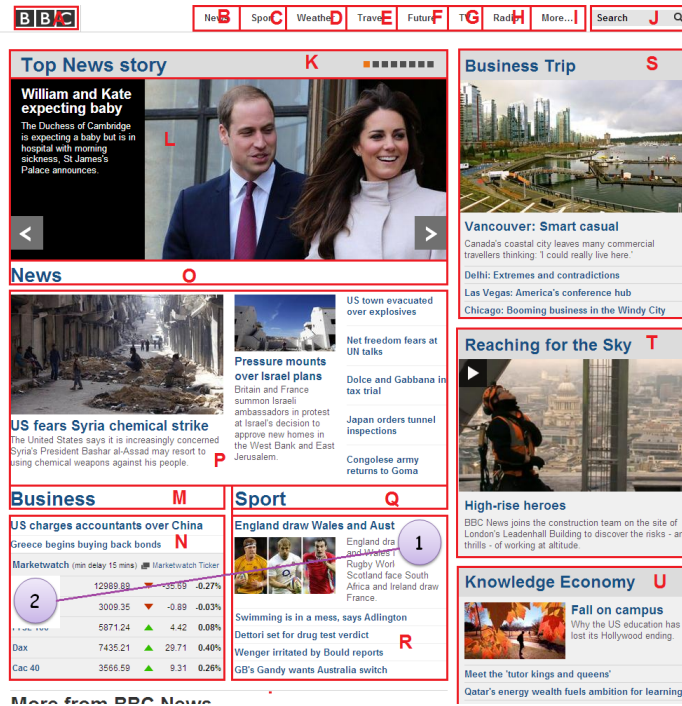 BBC A
News B Sport C Weather D Travel E Future F TV G Radio H More... I Search J
Top News story K
William and Kate
expecting baby
The Duchess of Cambridge
is expecting a baby but is in
hospital with morning
sickness, St James's
Palace announces.
L
< >
News O
US fears Syria chemical strike
The United States says it is increasingly concerned
Syria's President Bashar al-Assad may resort to
using chemical weapons against his people.
P
Pressure mounts
over Israel plans
Britain and France
summon Israeli
ambassadors in protest
at Israel's decision to
approve new homes in
the West Bank and East
Jerusalem.
US town evacuated
over explosives
Net freedom fears at
UN talks
Dolce and Gabbana in
tax trial
Japan orders tunnel
inspections
Congolese army
returns to Goma
Business M
US charges accountants over China
Greece begins buying back bonds
N
Marketwatch (min delay 15 mins) Marketwatch Ticker
12989.89 -35.69 -0.27%
3009.35 -0.89 -0.03%
5871.24 4.42 0.08%
Dax 7435.21 29.71 0.40%
Cac 40 3566.59 9.31 0.26%
2
Sport Q
England draw Wales and Aust
1
England dra
and Wales
Rugby Worl
Scotland face South
Africa and Ireland draw
France.
Swimming is in a mess, says Adlington
Dettori set for drug test verdict
Wenger irritated by Bould reports
GB's Gandy wants Australia switch
R
More from BBC News
Business Trip S
Vancouver: Smart casual
Canada's coastal city leaves many commercial
travellers thinking: 'I could really live here.'
Delhi: Extremes and contradictions
Las Vegas: America's conference hub
Chicago: Booming business in the Windy City
Reaching for the Sky T
High-rise heroes
BBC News joins the construction team on the site of
London's Leadenhall Building to discover the risks - an
thrills - of working at altitude.
Knowledge Economy U
Fall on campus
Why the US education has
lost its Hollywood ending.
Meet the 'tutor kings and queens'
Qatar's energy wealth fuels ambition for learning